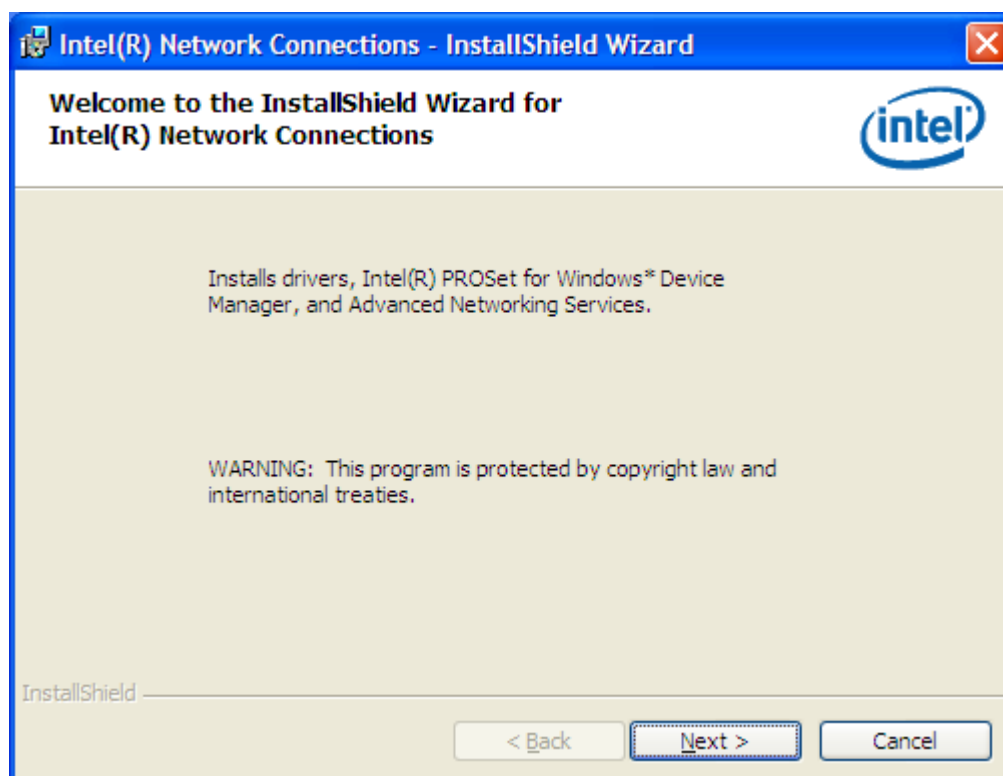 Intel(R) Network Connections - InstallShield Wizard
Welcome to the InstallShield Wizard for
Intel(R) Network Connections
intel
Installs drivers, Intel(R) PROSet for Windows* Device
Manager, and Advanced Networking Services.
WARNING:  This program is protected by copyright law and
international treaties.
InstallShield
< Back
Next >
Cancel